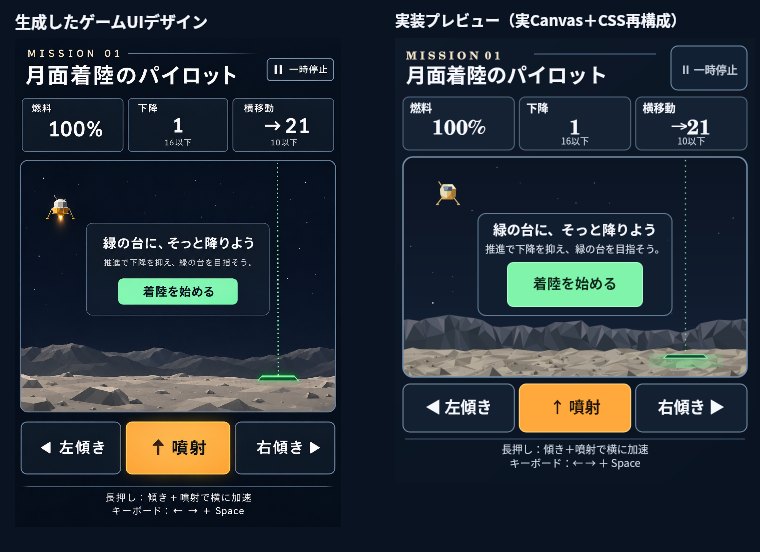 生成したゲームUIデザイン
MISSION 01
月面着陸のパイロット
一時停止
燃料
100%
下降
1
16以下
横移動
→21
10以下
緑の台に、そっと降りよう
推進で下降を抑え、緑の台を目指そう。
着陸を始める
◀ 左傾き
↑ 噴射
右傾き ▶
長押し：傾き＋噴射で横に加速
キーボード：← → + Space
実装プレビュー（実Canvas＋CSS再構成）
MISSION 01
月面着陸のパイロット
一時停止
燃料
100%
下降
1
16以下
横移動
→21
10以下
緑の台に、そっと降りよう
推進で下降を抑え、緑の台を目指そう。
着陸を始める
◀ 左傾き
↑ 噴射
右傾き ▶
長押し：傾き＋噴射で横に加速
キーボード：← → + Space